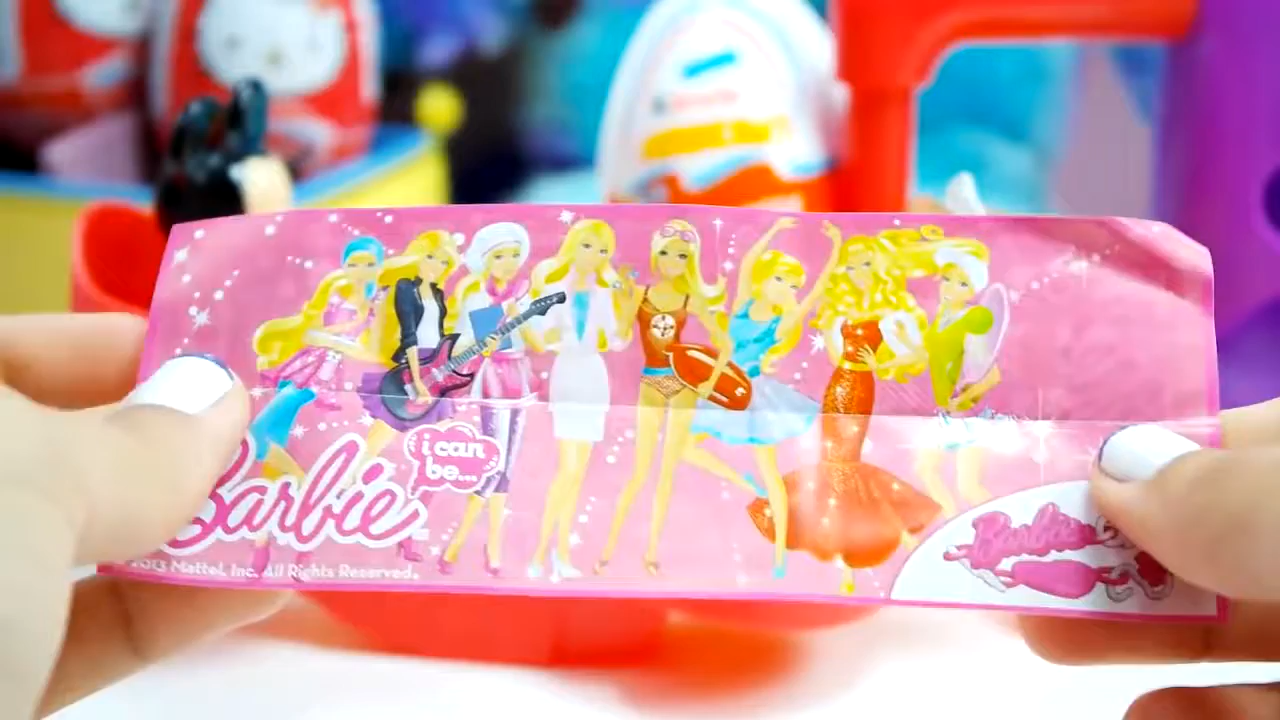 i can
be...
Barbie
2013 Mattel, Inc. All Rights Reserved.
Barbie